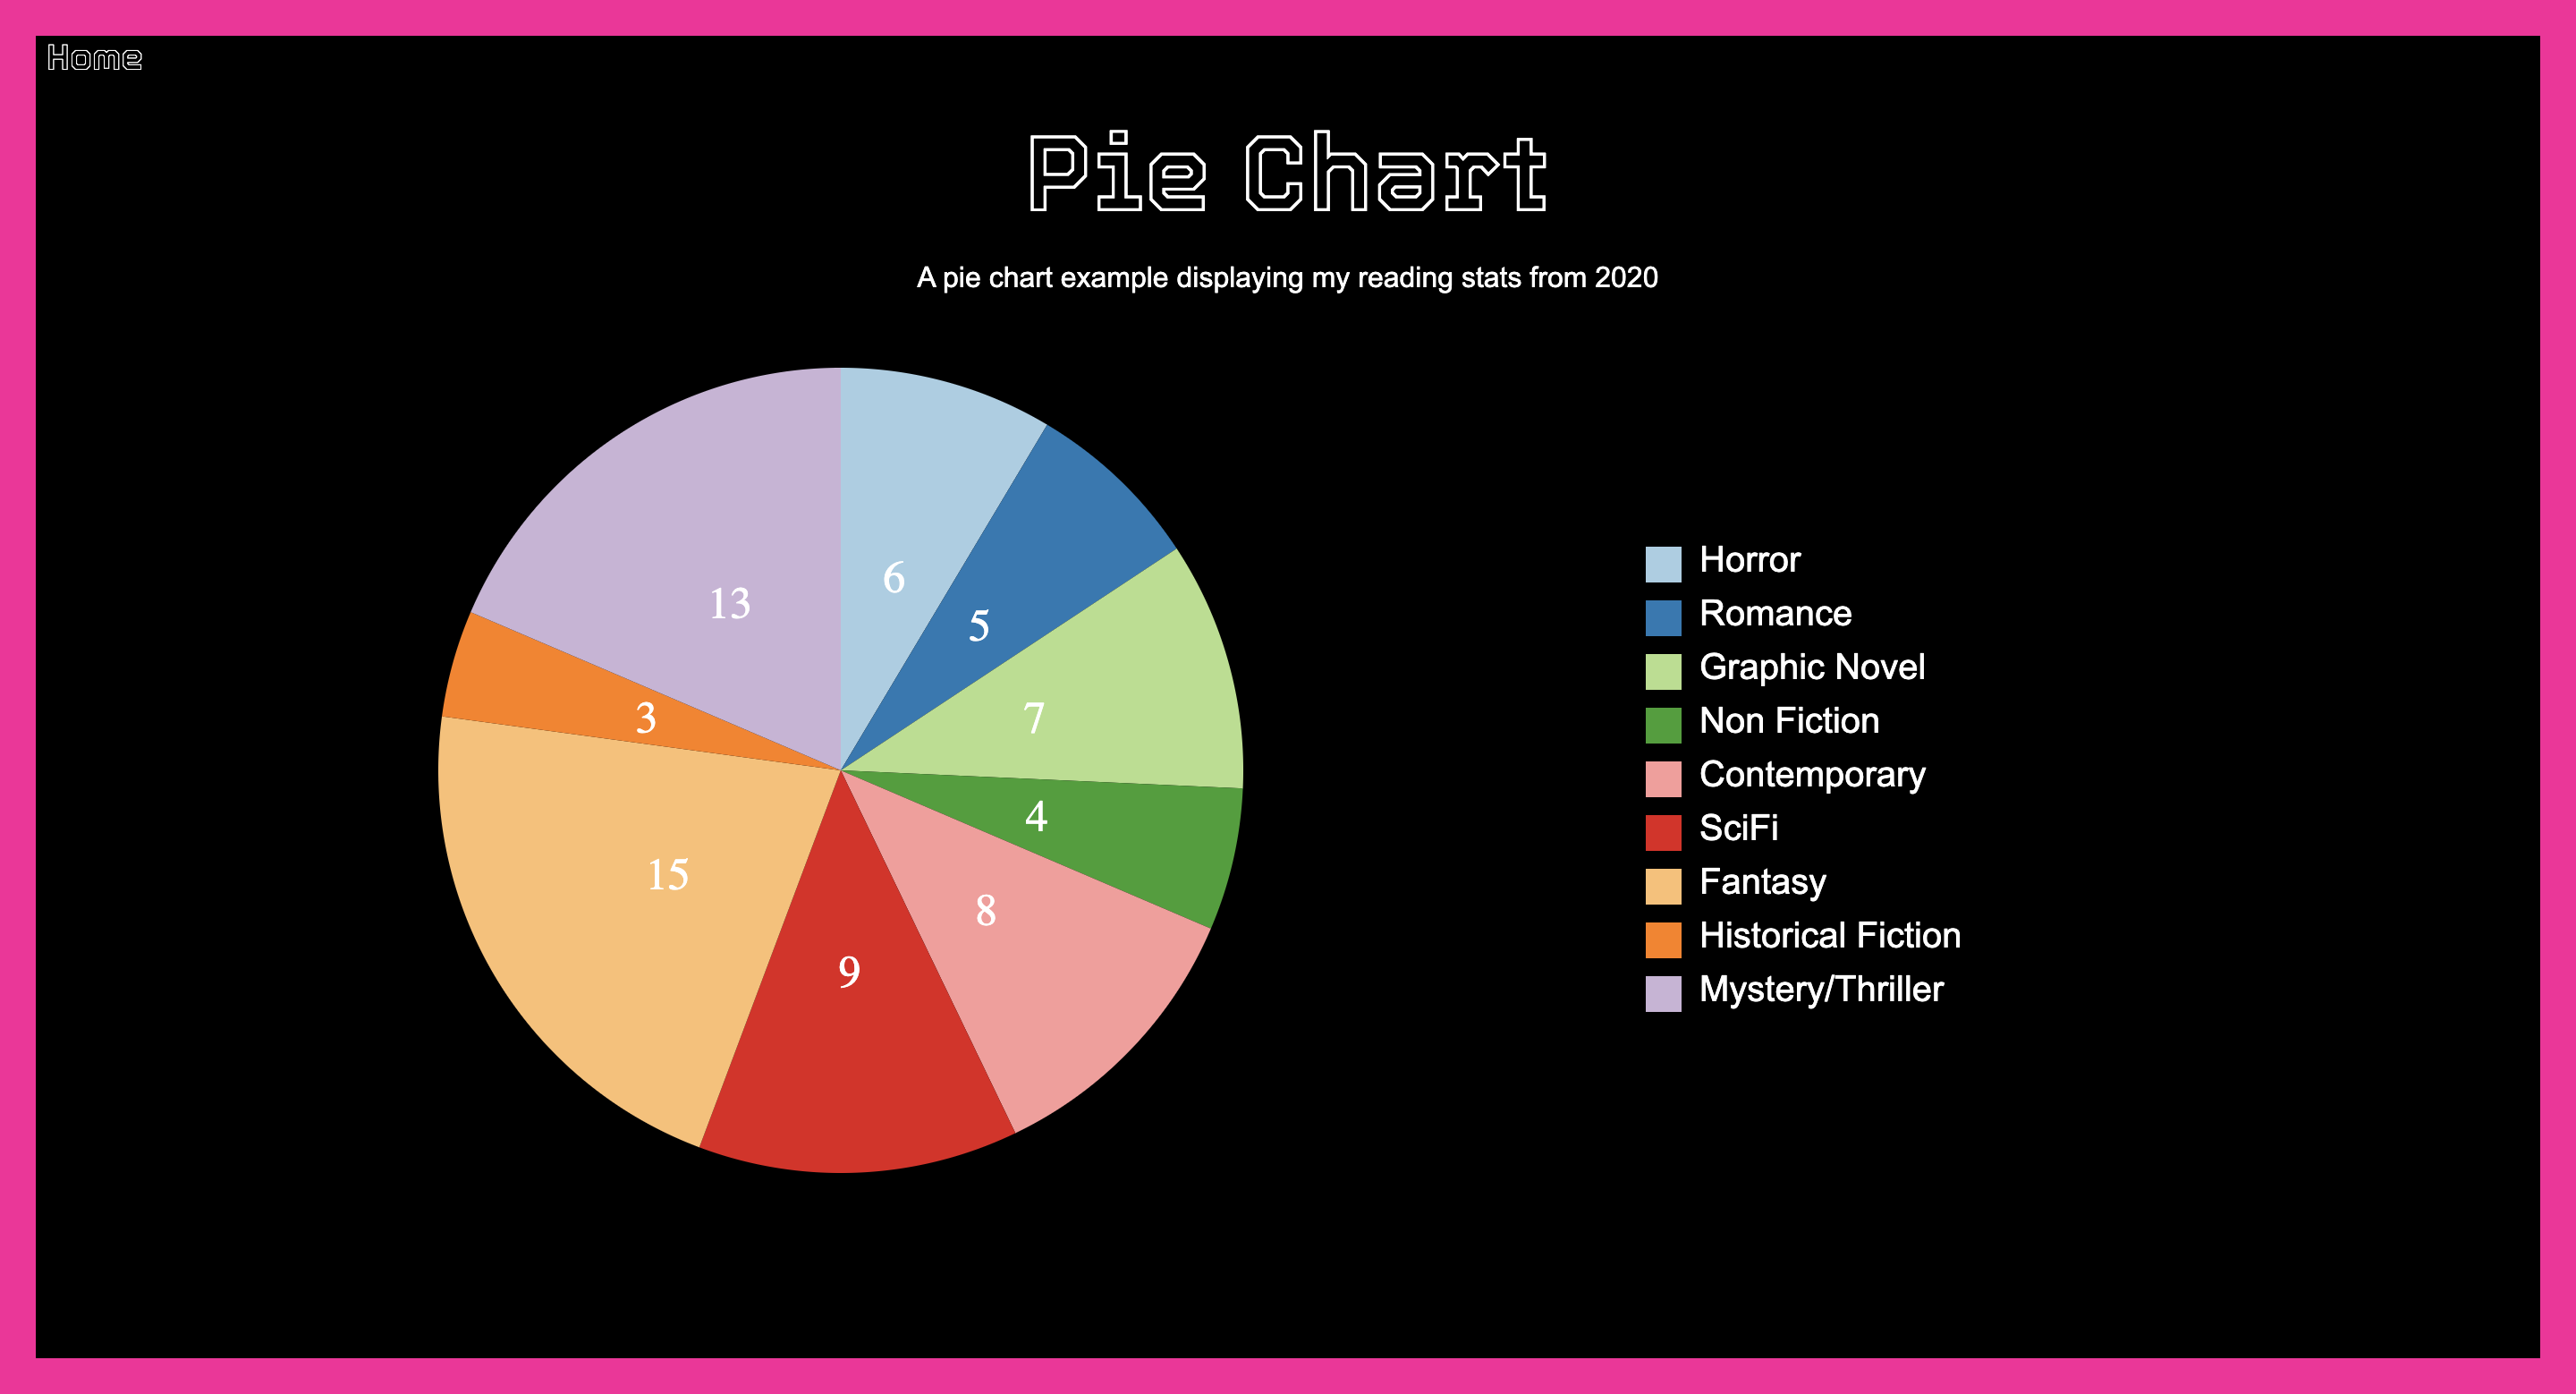 Home
Pie Chart
A pie chart example displaying my reading stats from 2020
6
5
7
4
8
9
15
3
13
Horror
Romance
Graphic Novel
Non Fiction
Contemporary
SciFi
Fantasy
Historical Fiction
Mystery/Thriller